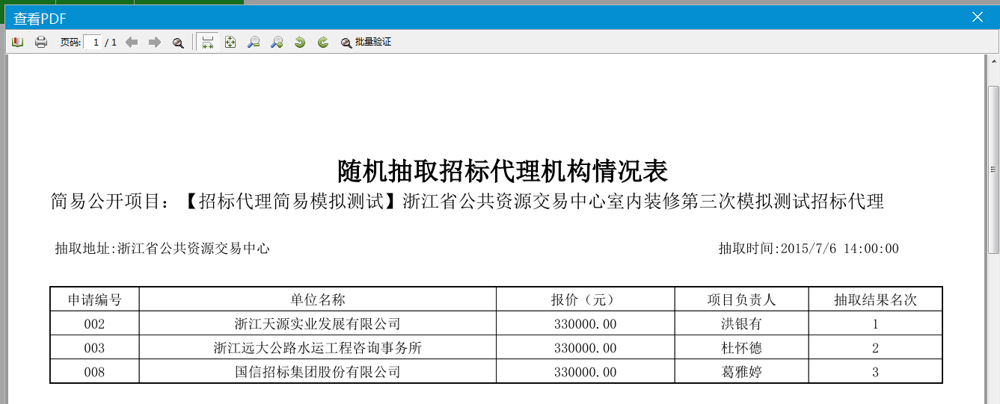 查看PDF
页码: 1 / 1 批量验证
随机抽取招标代理机构情况表
简易公开项目：【招标代理简易模拟测试】浙江省公共资源交易中心室内装修第三次模拟测试招标代理
抽取地址:浙江省公共资源交易中心 抽取时间:2015/7/6 14:00:00
申请编号 单位名称 报价（元） 项目负责人 抽取结果名次
002 浙江天源实业发展有限公司 330000.00 洪银有 1
003 浙江远大公路水运工程咨询事务所 330000.00 杜怀德 2
008 国信招标集团股份有限公司 330000.00 葛雅婷 3